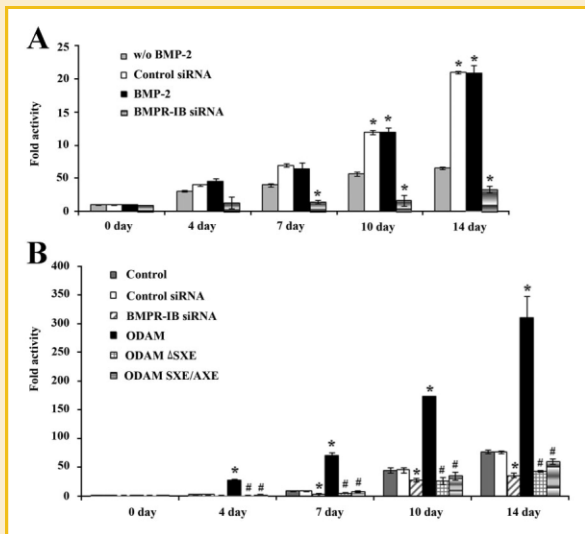 A
w/o BMP-2
Control siRNA
BMP-2
BMPR-IB siRNA
Fold activity
25
20
15
10
50
0
* * * * * * *
0 day 4 day 7 day 10 day 14 day
B
Control
Control siRNA
BMPR-IB siRNA
ODAM
ODAM ΔSXE
ODAM SXE/AXE
Fold activity
400
350
300
250
200
150
100
50
0
* # # * * # # * * # # * * # #
0 day 4 day 7 day 10 day 14 day